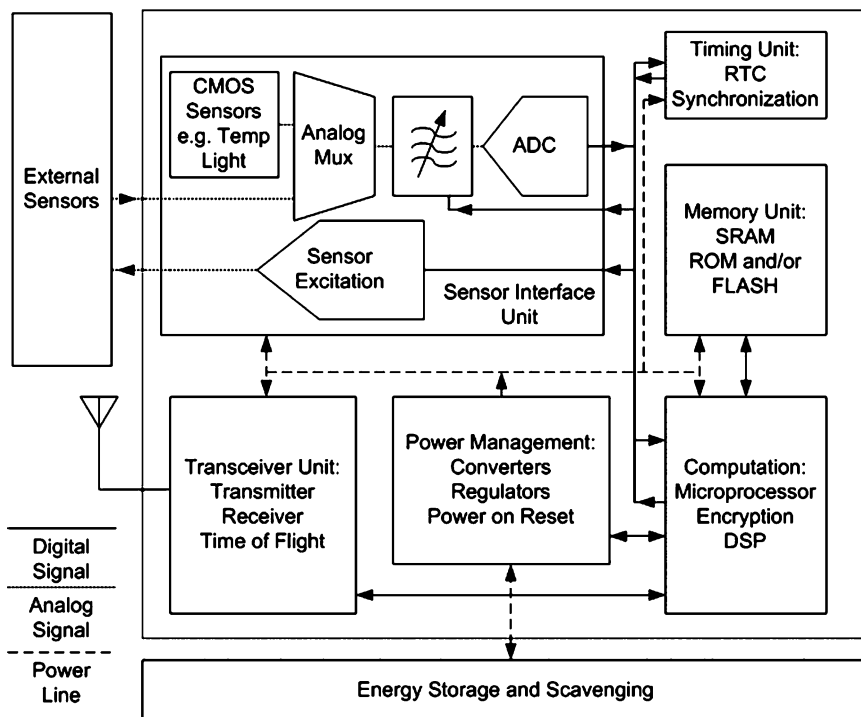 External
Sensors
CMOS
Sensors
e.g. Temp
Light
Analog
Mux
ADC
Sensor
Excitation
Sensor Interface
Unit
Timing Unit:
RTC
Synchronization
Memory Unit:
SRAM
ROM and/or
FLASH
Transceiver Unit:
Transmitter
Receiver
Time of Flight
Power Management:
Converters
Regulators
Power on Reset
Computation:
Microprocessor
Encryption
DSP
Digital
Signal
Analog
Signal
Power
Line
Energy Storage and Scavenging